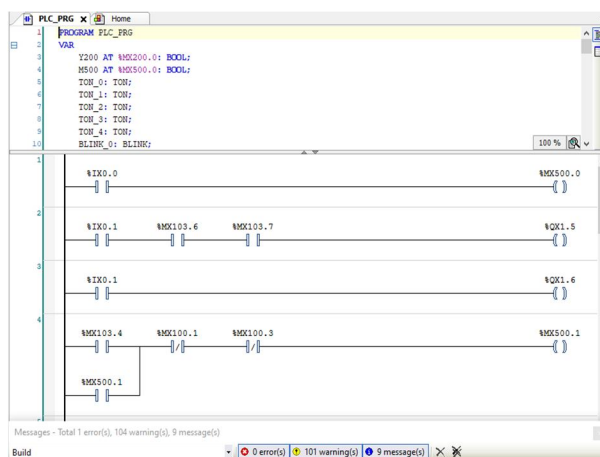 PLC_PRG X Home
1 PROGRAM PLC_PRG
2 VAR
3 Y200 AT %MX200.0: BOOL;
4 M500 AT %MX500.0: BOOL;
5 TON_0: TON;
6 TON_1: TON;
7 TON_2: TON;
8 TON_3: TON;
9 TON_4: TON;
10 BLINK_0: BLINK;
100 %
1
%IX0.0 %MX500.0
2
%IX0.1 %MX103.6 %MX103.7 %QX1.5
3
%IX0.1 %QX1.6
4
%MX103.4 %MX100.1 %MX100.3 %MX500.1
%MX500.1
Messages - Total 1 error(s), 104 warning(s), 9 message(s)
Build 0 error(s) 101 warning(s) 9 message(s)